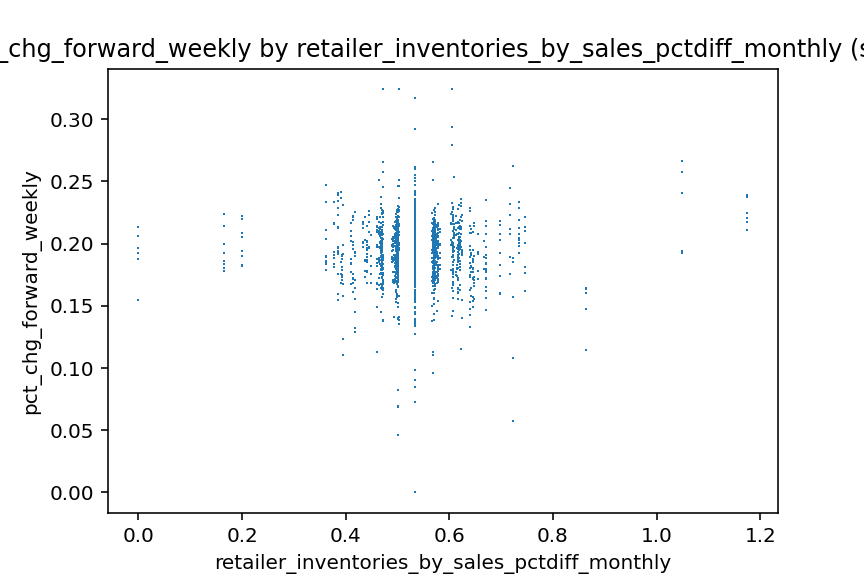 _chg_forward_weekly by retailer_inventories_by_sales_pctdiff_monthly (s
0.30
0.25
0.20
0.15
0.10
0.05
0.00
pct_chg_forward_weekly
0.0 0.2 0.4 0.6 0.8 1.0 1.2
retailer_inventories_by_sales_pctdiff_monthly